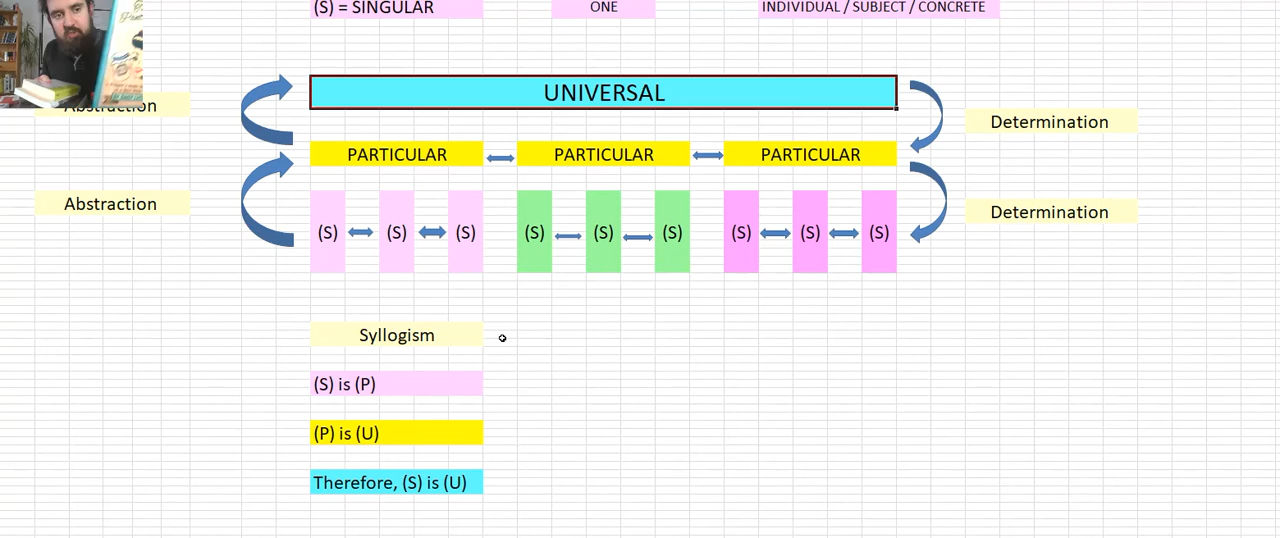 (S) = SINGULAR ONE INDIVIDUAL / SUBJECT / CONCRETE
UNIVERSAL
Abstraction
Determination
PARTICULAR PARTICULAR PARTICULAR
Abstraction
Determination
(S) (S) (S) (S) (S) (S) (S) (S) (S)
Syllogism
(S) is (P)
(P) is (U)
Therefore, (S) is (U)